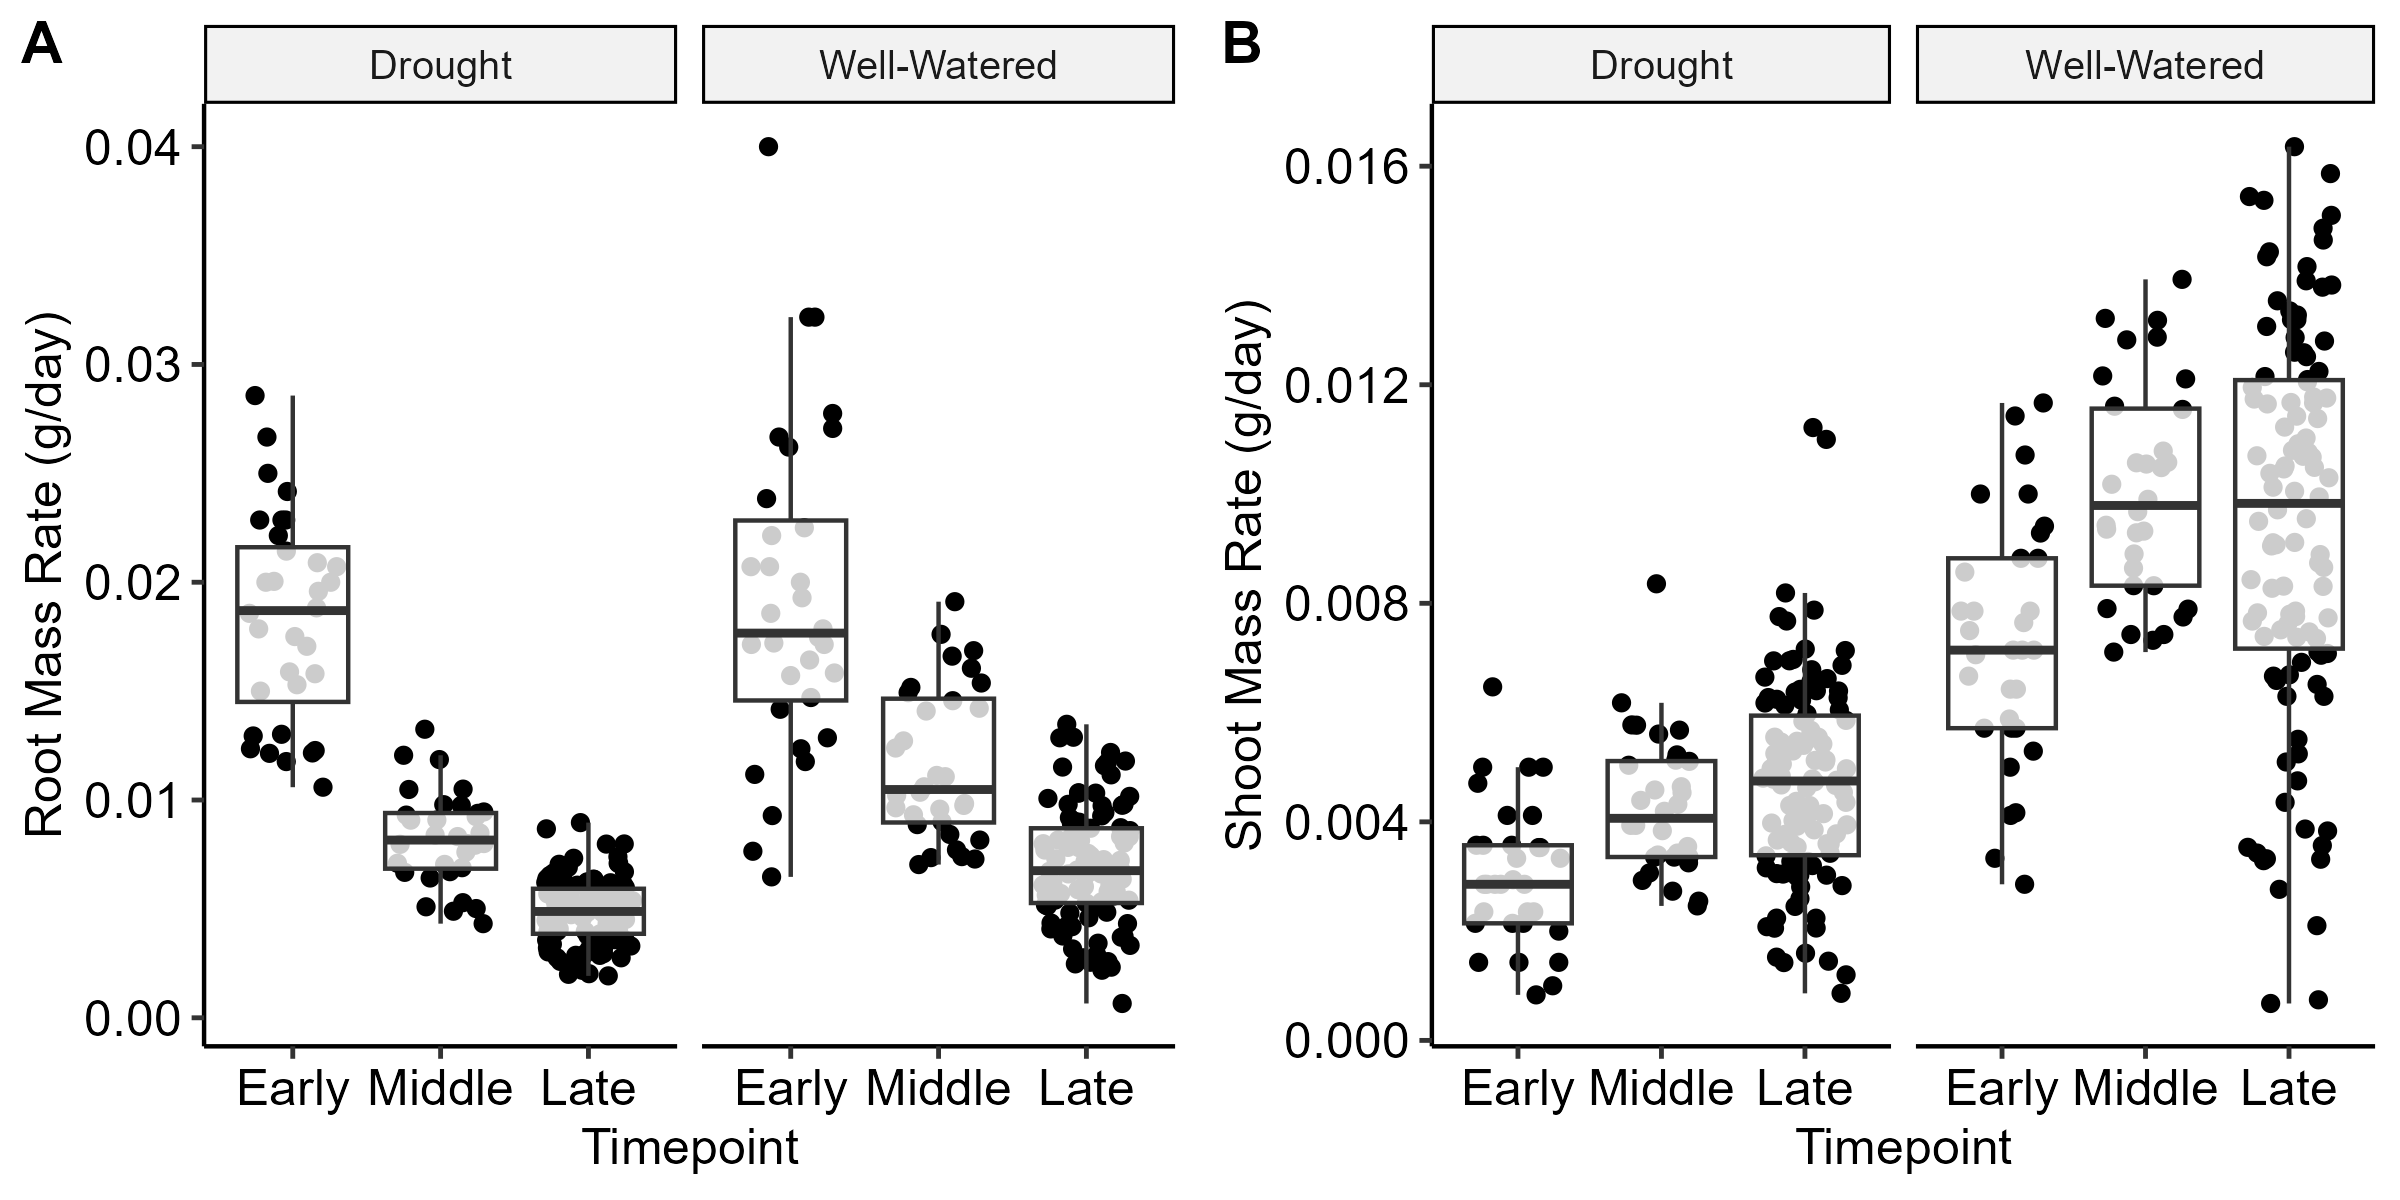 A
Drought
Well-Watered
Root Mass Rate (g/day)
0.04
0.03
0.02
0.01
0.00
Early Middle Late
Early Middle Late
Timepoint
B
Drought
Well-Watered
Shoot Mass Rate (g/day)
0.016
0.012
0.008
0.004
0.000
Early Middle Late
Early Middle Late
Timepoint